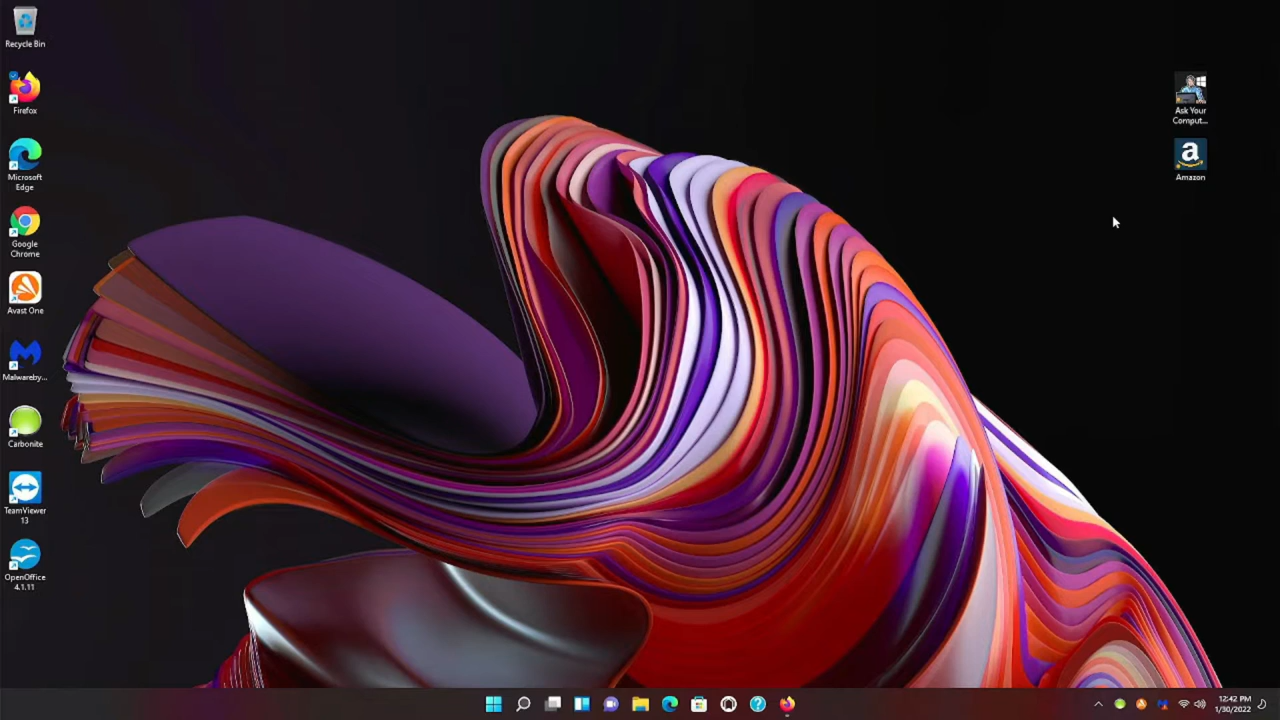 Recycle Bin
Firefox
Microsoft
Edge
Google
Chrome
Avast One
Malwareby...
Carbonite
TeamViewer
13
OpenOffice
4.1.11
Ask Your
Comput...
a
Amazon
12:42 PM
1/30/2022